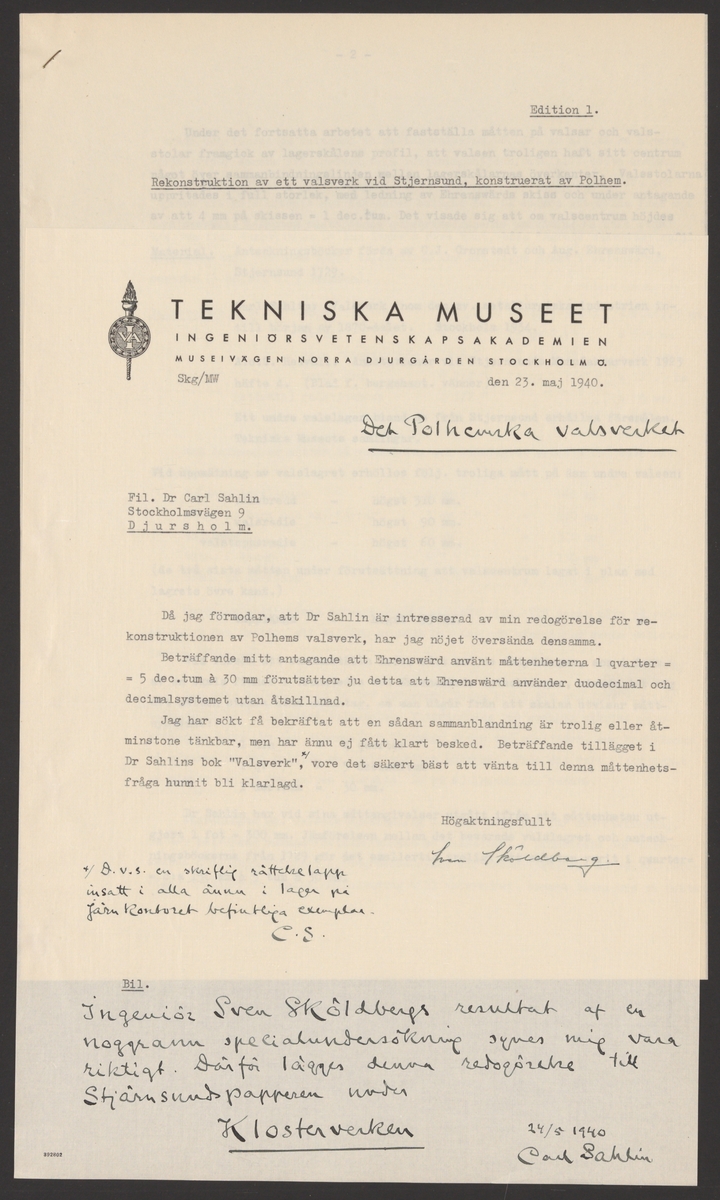 Edition 1.
Rekonstruktion av ett valsverk vid Stjernsund, konstruerat av Polhem.
TEKNISKA MUSEET
INGENIÖRSVETENSKAPSAKADEMIEN
MUSEIVÄGEN NORRA DJURGÅRDEN STOCKHOLM Ö.
Skg/MW
den 23. maj 1940.
Det Polhemska valsverket
Fil. Dr Carl Sahlin
Stockholmsvägen 9
Djursholm.
Då jag förmodar, att Dr Sahlin är intresserad av min redogörelse för re-
konstruktionen av Polhems valsverk, har jag nöjet översända densamma.
Beträffande mitt antagande att Ehrenswärd använt måttenheterna 1 qvarter =
= 5 dec.tum à 30 mm förutsätter ju detta att Ehrenswärd använder duodecimal och
decimalsystemet utan åtskillnad.
Jag har sökt få bekräftat att en sådan sammanblandning är trolig eller åt-
minstone tänkbar, men har ännu ej fått klart besked. Beträffande tillägget i
Dr Sahlins bok "Valsverk",*/ vore det säkert bäst att vänta till denna måttenhets-
fråga hunnit bli klarlagd.
Högaktningsfullt
Sven Sköldberg
*/ D.v.s. en skriftlig rättelselapp
insatt i alla ännu i lager på
Järnkontoret befintliga exemplar.
C.S.
Bil.
Ingeniör Sven Sköldbergs resultat af en
noggrann specialundersökning synes mig vara
riktigt. Därför lägges denna redogörelse till
Stjärnsundspapperen under
Klosterverken
24/5 1940
Carl Sahlin